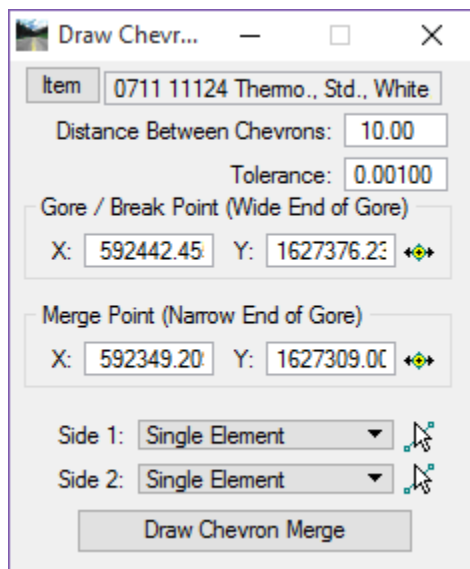 Draw Chevr...
Item 0711 11124 Thermo., Std., White
Distance Between Chevrons: 10.00
Tolerance: 0.00100
Gore / Break Point (Wide End of Gore)
X: 592442.45 Y: 1627376.23
Merge Point (Narrow End of Gore)
X: 592349.20 Y: 1627309.00
Side 1: Single Element
Side 2: Single Element
Draw Chevron Merge